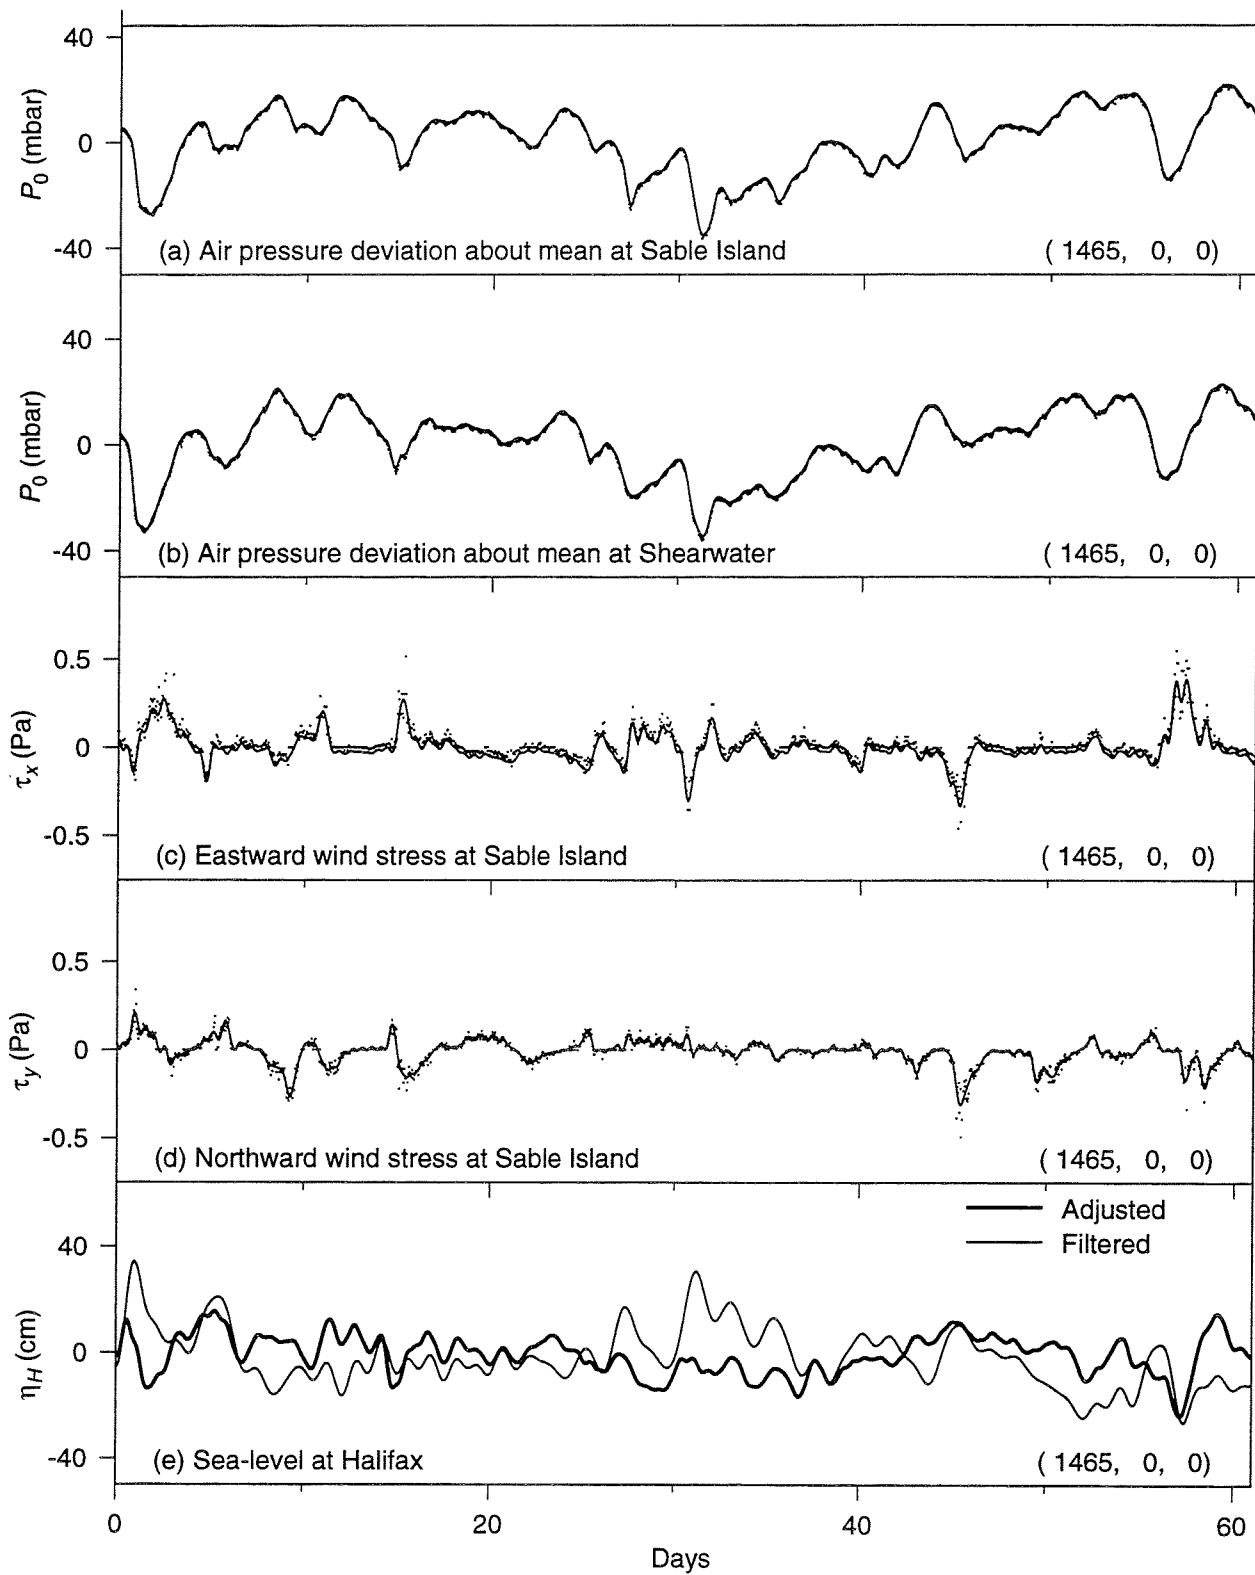 40
0
-40
P0 (mbar)
(a) Air pressure deviation about mean at Sable Island
( 1465, 0, 0)
40
0
-40
P0 (mbar)
(b) Air pressure deviation about mean at Shearwater
( 1465, 0, 0)
0.5
0
-0.5
τx (Pa)
(c) Eastward wind stress at Sable Island
( 1465, 0, 0)
0.5
0
-0.5
τy (Pa)
(d) Northward wind stress at Sable Island
( 1465, 0, 0)
Adjusted
Filtered
40
0
-40
ηH (cm)
(e) Sea-level at Halifax
( 1465, 0, 0)
0 20 40 60
Days